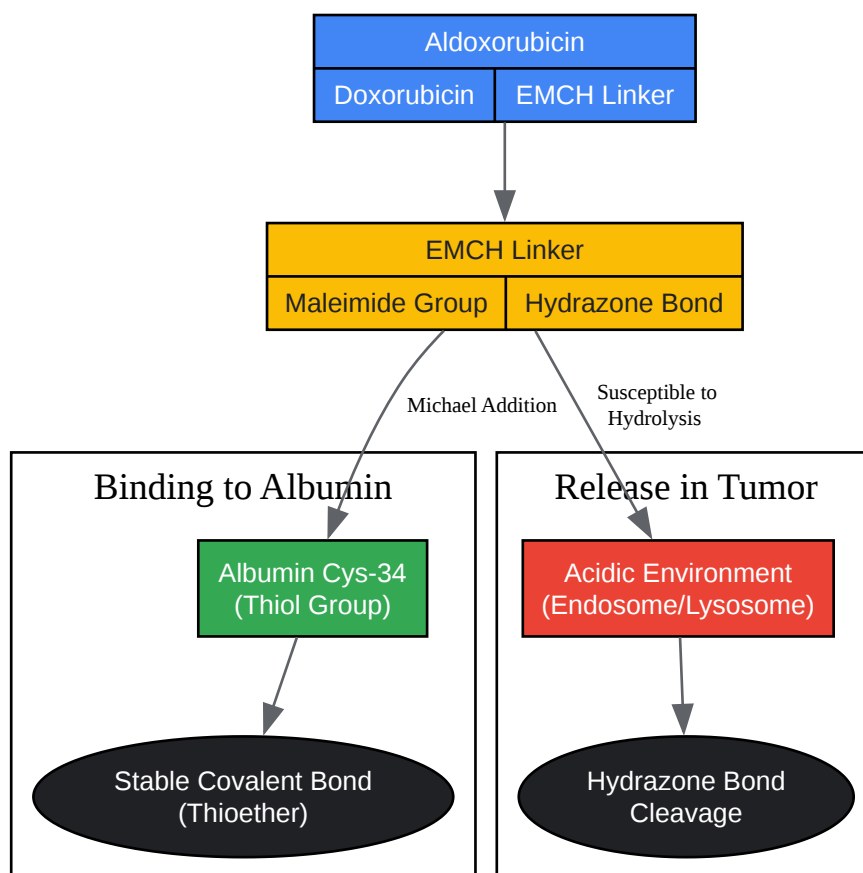 Aldoxorubicin
Doxorubicin
EMCH Linker
EMCH Linker
Maleimide Group
Hydrazone Bond
Michael Addition
Susceptible to
Hydrolysis
Binding to Albumin
Release in Tumor
Albumin Cys-34
(Thiol Group)
Acidic Environment
(Endosome/Lysosome)
Stable Covalent Bond
(Thioether)
Hydrazone Bond
Cleavage